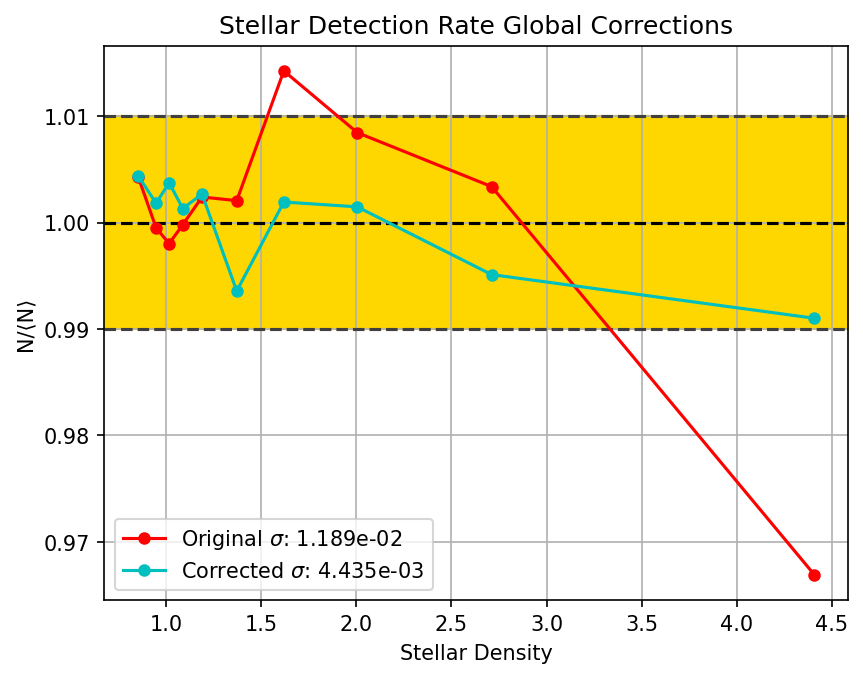 Stellar Detection Rate Global Corrections
N/⟨N⟩
1.01
1.00
0.99
0.98
0.97
Original σ: 1.189e-02
Corrected σ: 4.435e-03
1.0 1.5 2.0 2.5 3.0 3.5 4.0 4.5
Stellar Density